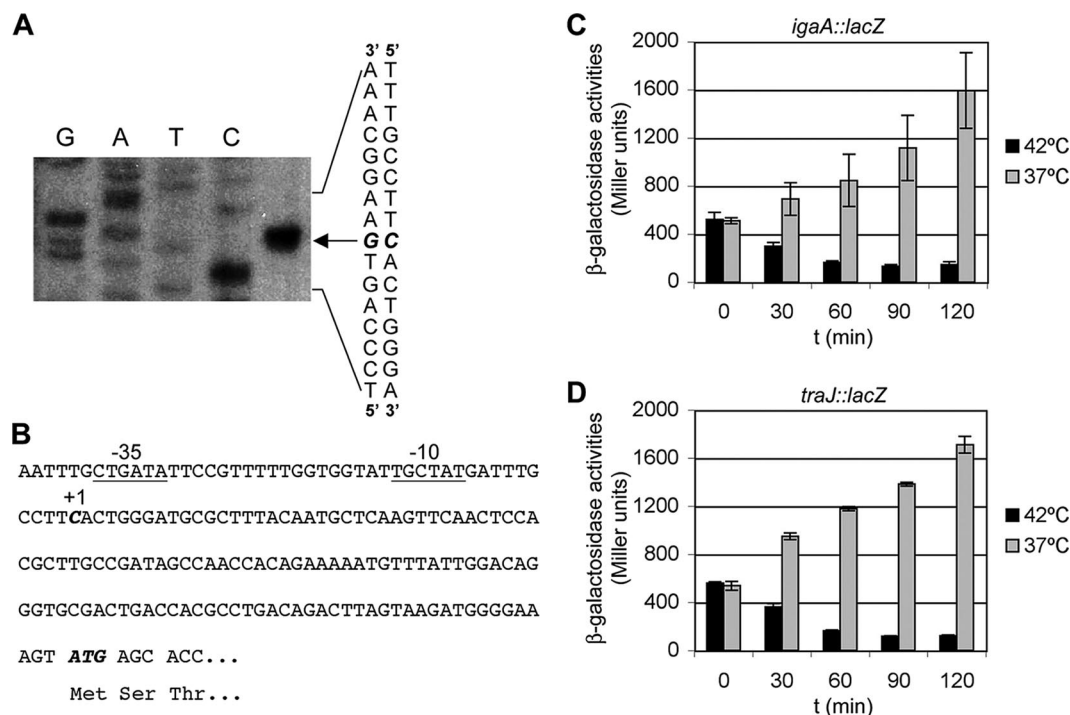 A
3’ 5’
A T
A T
A T
C G
G C
G C
A T
A T
G C
T A
G C
A T
C G
C G
C G
T A
5’ 3’
G A T C
B
-35 -10
AATTTGCTGATATTCCGTTTTTGGTGGTATTGCTATGATTTG
+1
CCTTCACTGGGATGCGCTTTACAATGCTCAAGTTCAACTCCA
CGCTTGCCGATAGCCAACCACAGAAAAATGTTTATTGGACAG
GGTGCGACTGACCACGCCTGACAGACTTAGTAAGATGGGGAA
AGT ATG AGC ACC...
Met Ser Thr...
C
igaA::lacZ
β-galactosidase activities
(Miller units)
2000
1600
1200
800
400
0
0 30 60 90 120
t (min)
42ºC
37ºC
D
traJ::lacZ
β-galactosidase activities
(Miller units)
2000
1600
1200
800
400
0
0 30 60 90 120
t (min)
42ºC
37ºC